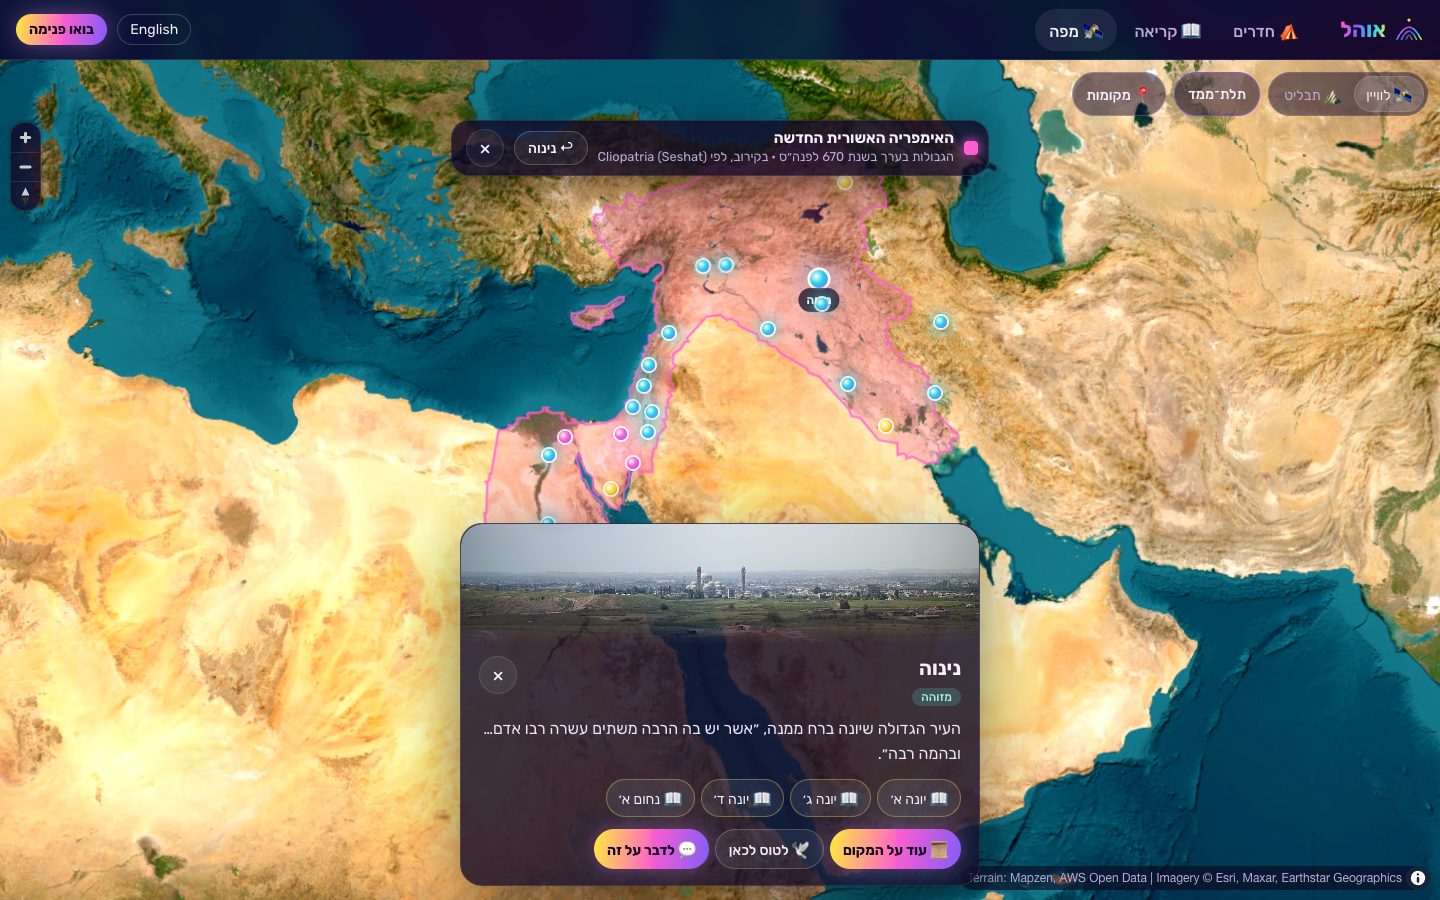 אוהל
חדרים
קריאה
מפה
English
בואו פנימה
לוויין
תבליט
תלת־ממד
מקומות
האימפריה האשורית החדשה
הגבולות בערך בשנת 670 לפנה״ס • בקירוב, לפי Cliopatria (Seshat)
↩ נינוה
×
+
−
נינוה
מזוהה
×
העיר הגדולה שיונה ברח ממנה, ״אשר יש בה הרבה משתים עשרה רבו אדם…
ובהמה רבה״.
יונה א׳
יונה ג׳
יונה ד׳
נחום א׳
עוד על המקום
לטוס לכאן
לדבר על זה
Terrain: Mapzen, AWS Open Data | Imagery © Esri, Maxar, Earthstar Geographics